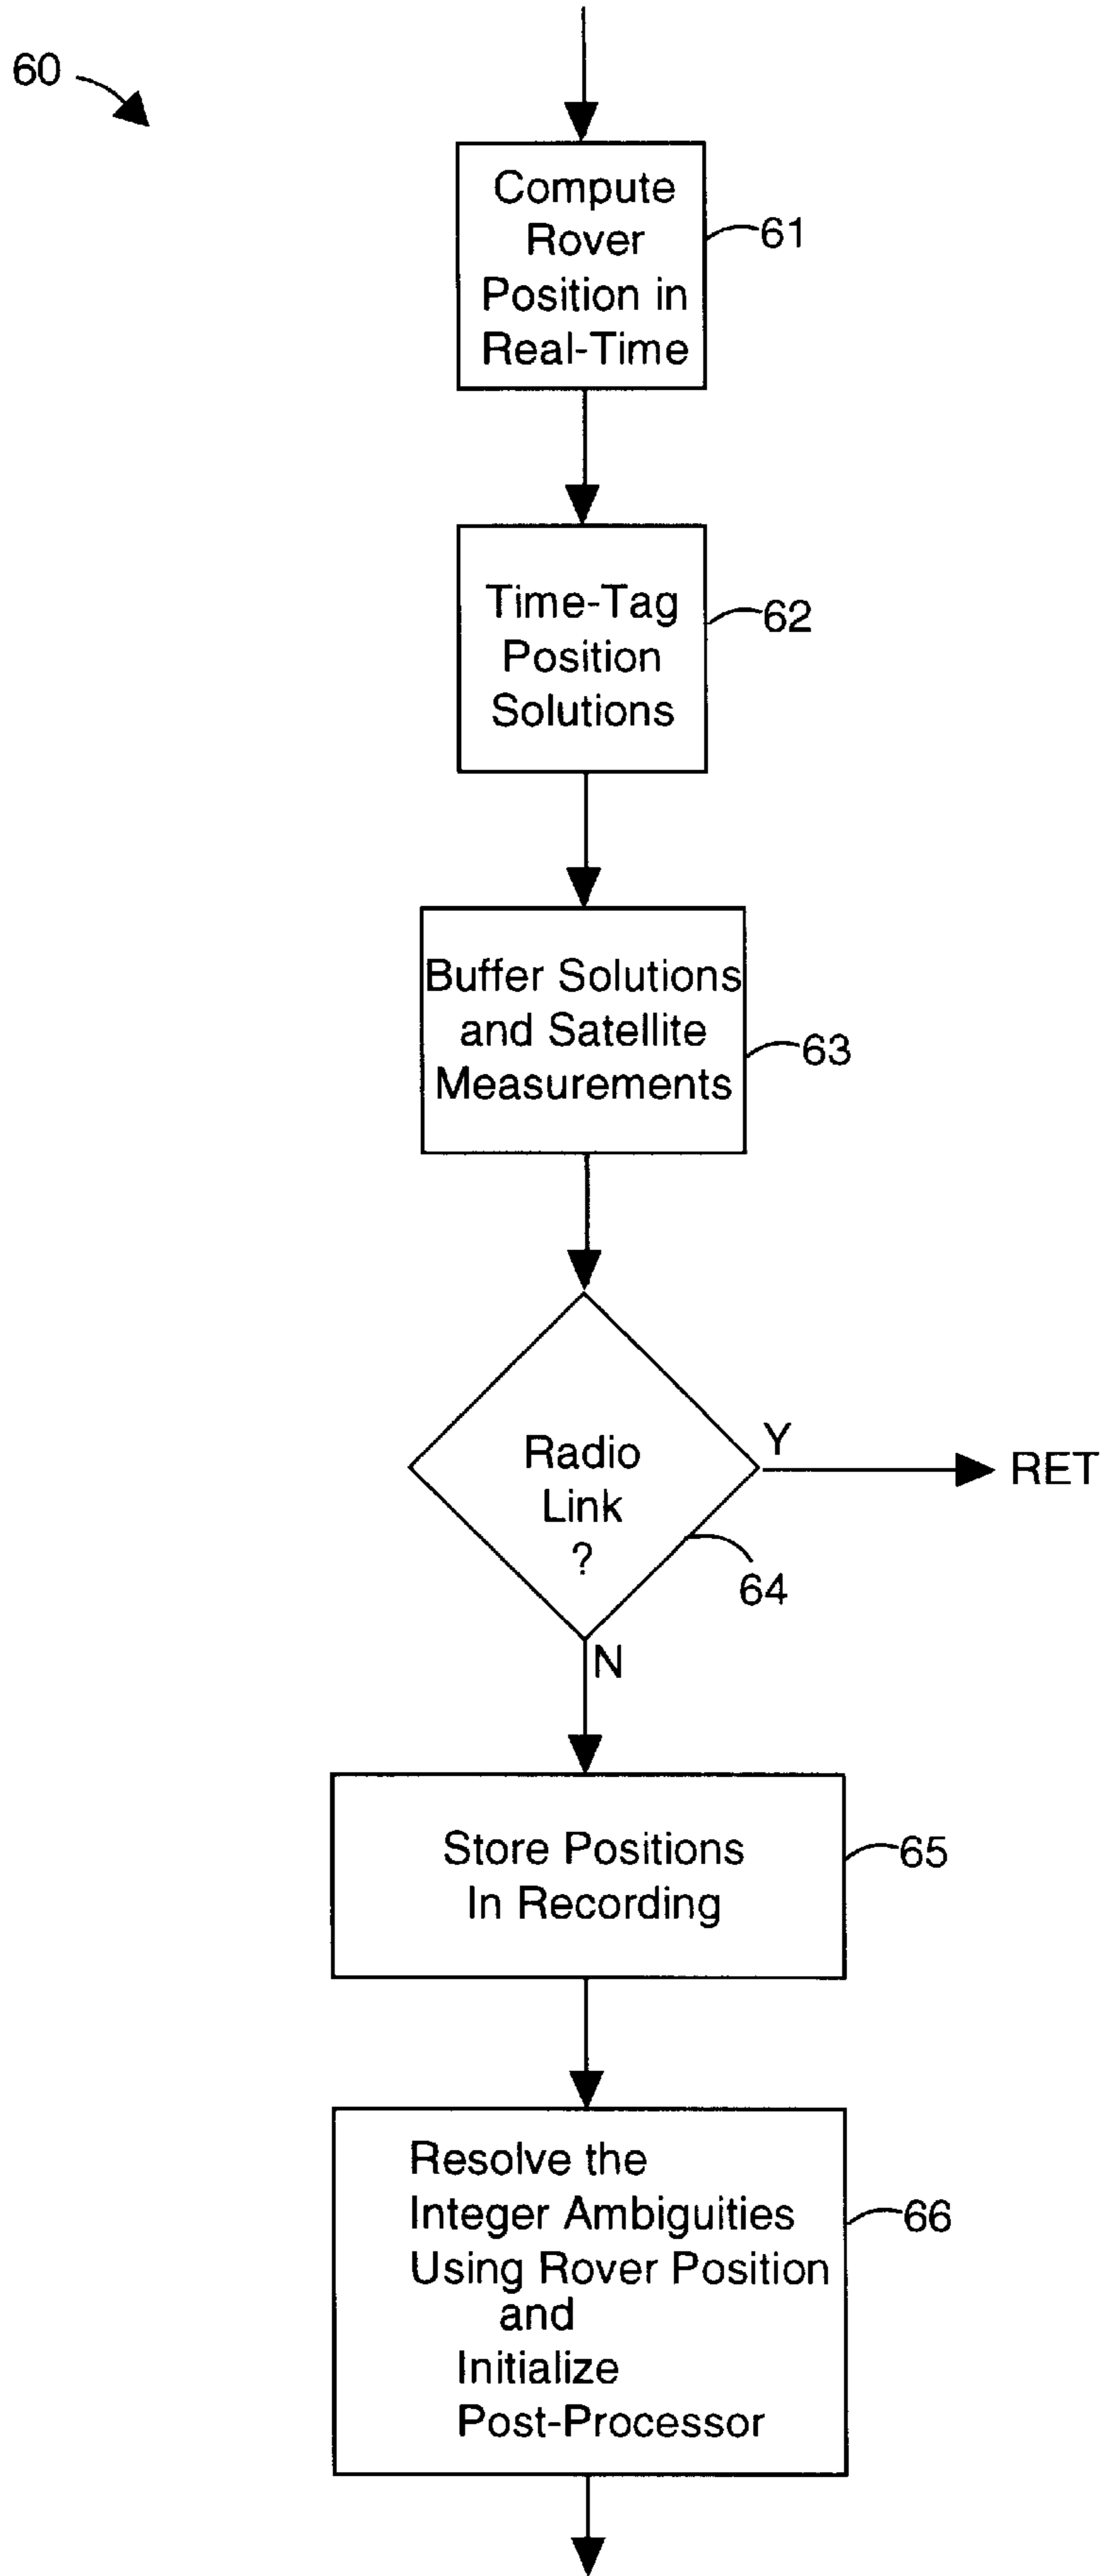 60
Compute
Rover
Position in
Real-Time
61
Time-Tag
Position
Solutions
62
Buffer Solutions
and Satellite
Measurements
63
Radio
Link
?
Y
RET
64
N
Store Positions
In Recording
65
Resolve the
Integer Ambiguities
Using Rover Position
and
Initialize
Post-Processor
66